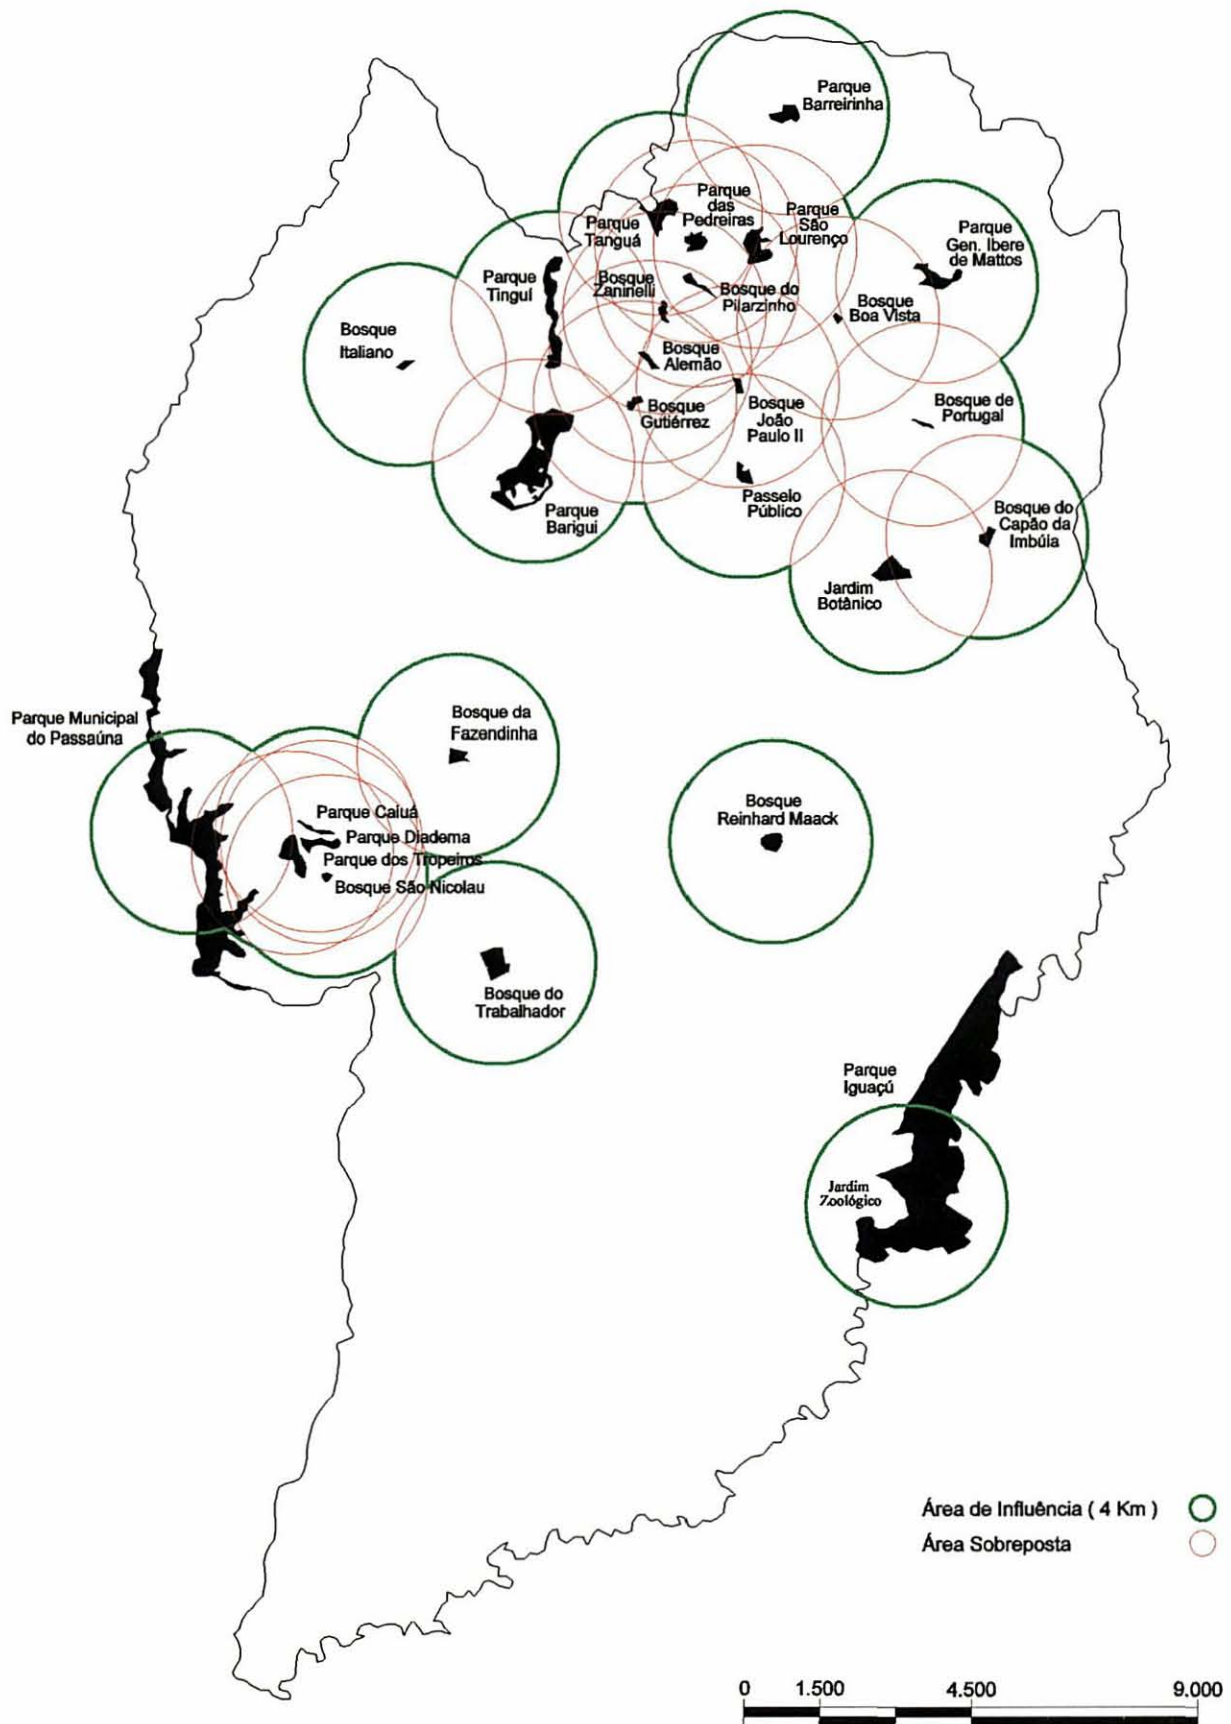 Parque
Barreirinha
Parque
das
Pedreiras
Parque
São
Lourenço
Parque
Tanguá
Parque
Gen. Ibere
de Mattos
Parque
Tinguí
Bosque
Zaninelli
Bosque do
Pilarzinho
Bosque
Boa Vista
Bosque
Italiano
Bosque
Alemão
Bosque
Gutiérrez
Bosque
João
Paulo II
Bosque de
Portugal
Parque
Barigui
Passeio
Público
Bosque do
Capão da
Imbúia
Jardim
Botânico
Parque Municipal
do Passaúna
Bosque da
Fazendinha
Parque Caiuá
Parque Diadema
Parque dos Tropeiros
Bosque São Nicolau
Bosque
Reinhard Maack
Bosque do
Trabalhador
Parque
Iguaçú
Jardim
Zoológico
Área de Influência ( 4 Km )
Área Sobreposta
0 1.500 4.500 9.000